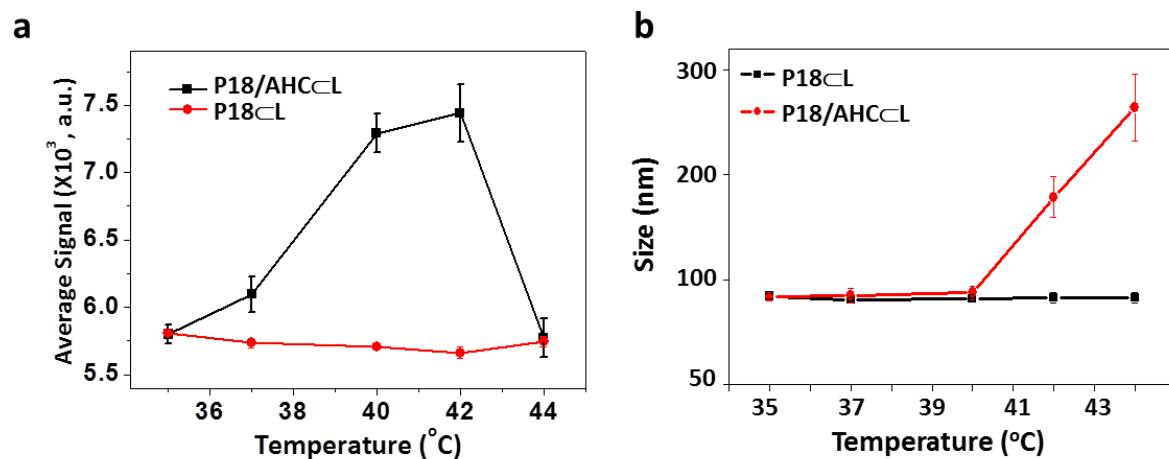 a
Average Signal (X10³, a.u.)
7.5
7.0
6.5
6.0
5.5
P18/AHC⊂L
P18⊂L
36 38 40 42 44
Temperature (°C)
b
Size (nm)
300
200
100
50
P18⊂L
P18/AHC⊂L
35 37 39 41 43
Temperature (°C)